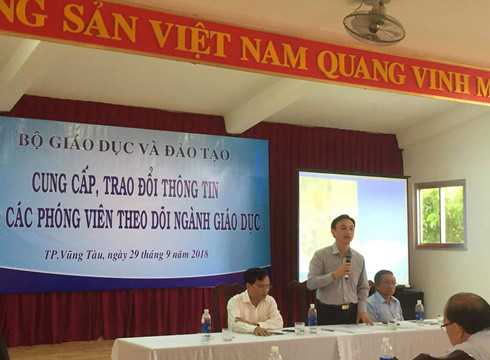 NG SẢN VIỆT NAM QUANG VINH M
BỘ GIÁO DỤC VÀ ĐÀO TẠO
CUNG CẤP, TRAO ĐỔI THÔNG TIN
CÁC PHÓNG VIÊN THEO DÕI NGÀNH GIÁO DỤC
TP.Vũng Tàu, ngày 29 tháng 9 năm 2018